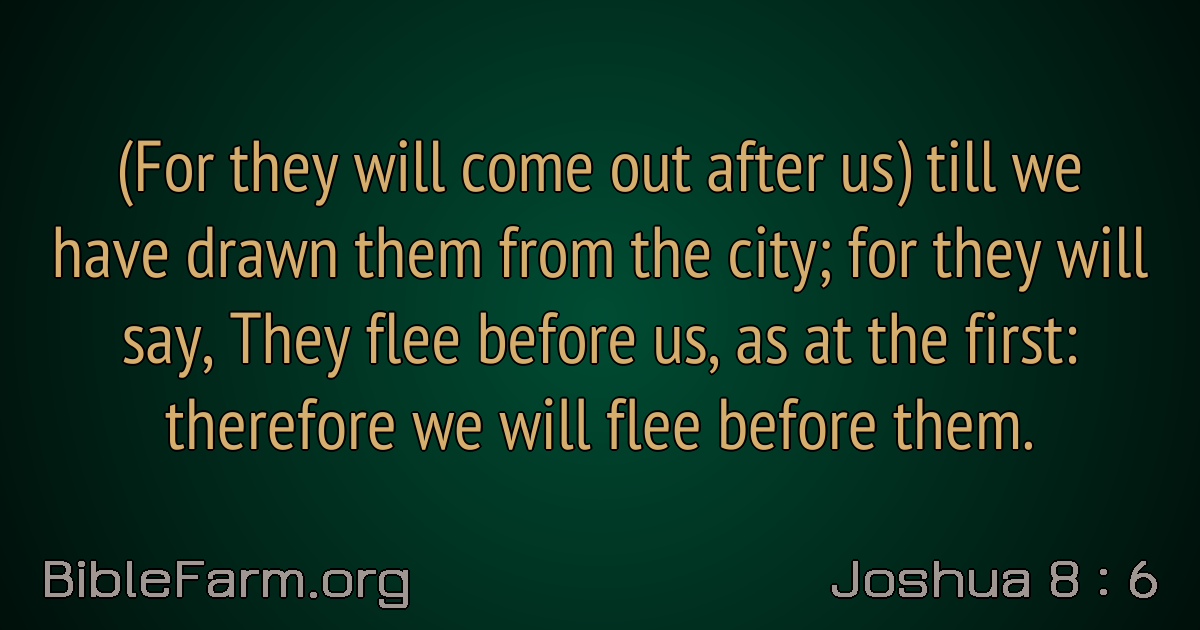 (For they will come out after us) till we
have drawn them from the city; for they will
say, They flee before us, as at the first:
therefore we will flee before them.
BibleFarm.org
Joshua 8 : 6